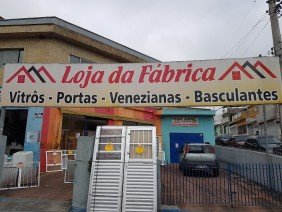 Loja da Fábrica
Vitrôs - Portas - Venezianas - Basculantes